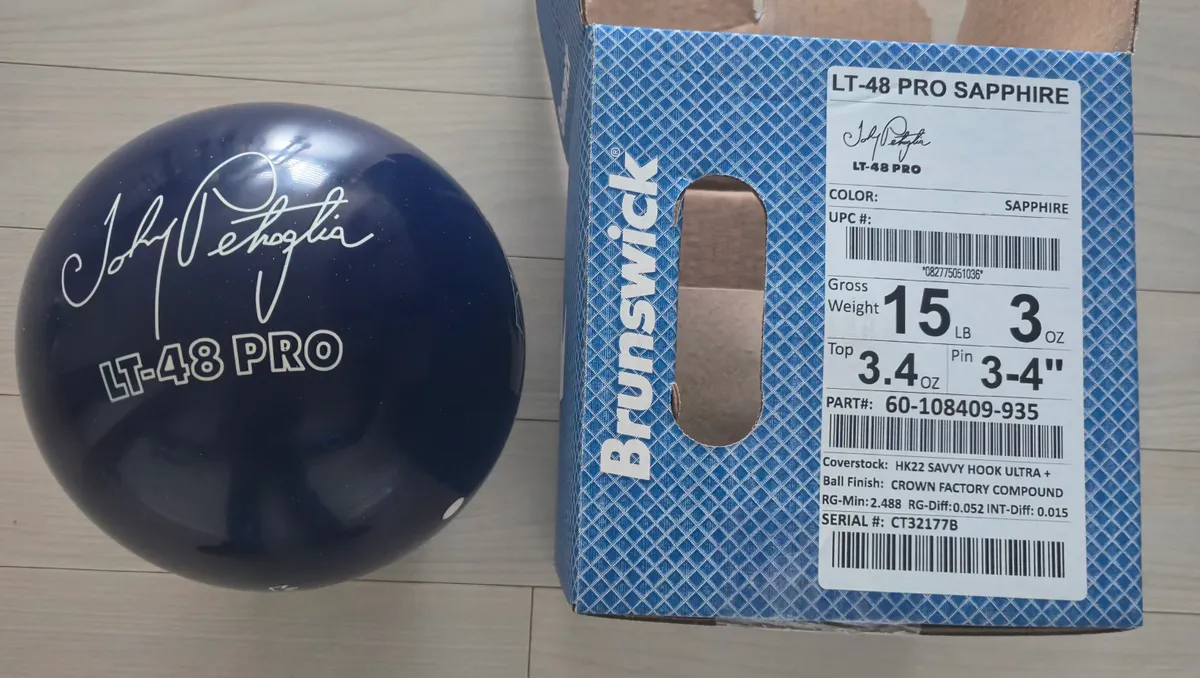 Johny Petraglia
LT-48 PRO
Brunswick®
LT-48 PRO SAPPHIRE
Johny Petraglia
LT-48 PRO
COLOR: SAPPHIRE
UPC #:
*082775051036*
Gross Weight 15 LB 3 OZ
Top 3.4 OZ Pin 3-4"
PART#: 60-108409-935
Coverstock: HK22 SAVVY HOOK ULTRA +
Ball Finish: CROWN FACTORY COMPOUND
RG-Min: 2.488 RG-Diff: 0.052 INT-Diff: 0.015
SERIAL #: CT32177B